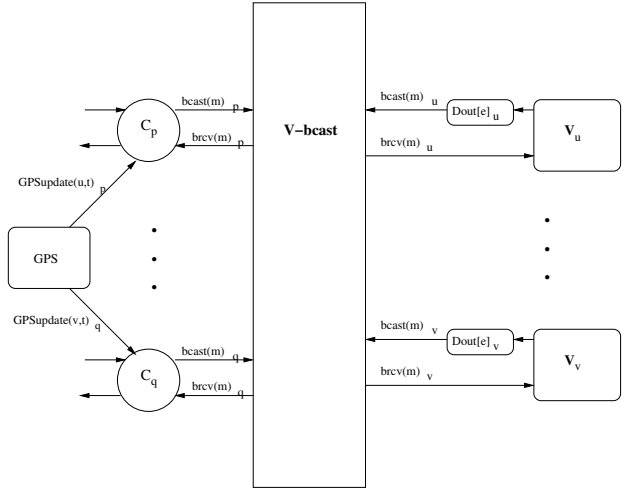 bcast(m) p
C p
V-bcast
brcv(m) p
GPSupdate(u,t) p
GPS
GPSupdate(v,t) q
bcast(m) q
C q
brcv(m) q
bcast(m) u
Dout[e] u
V u
brcv(m) u
bcast(m) v
Dout[e] v
V v
brcv(m) v